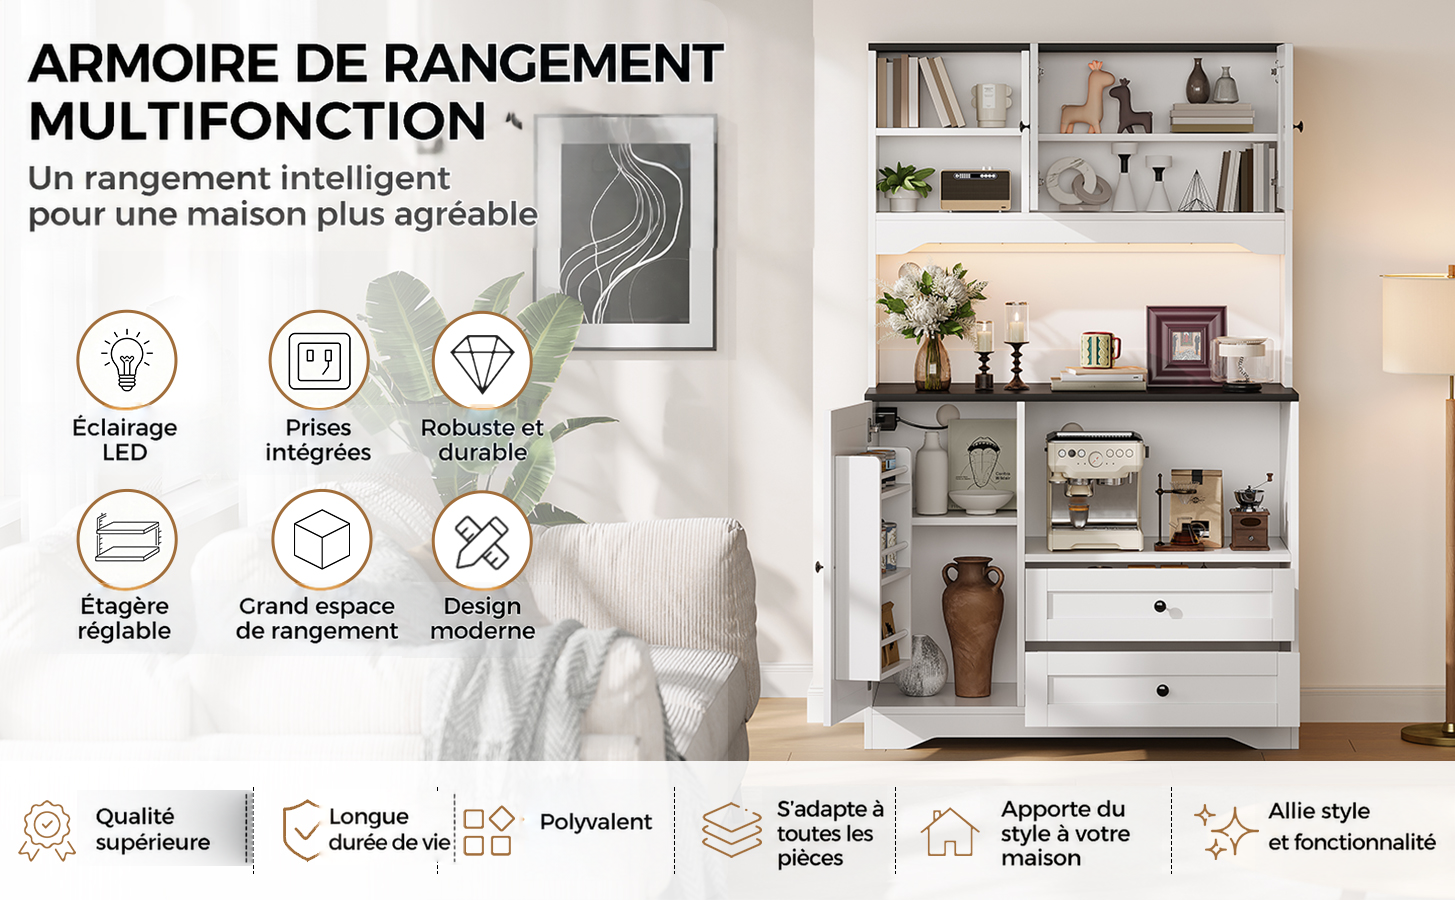 ARMOIRE DE RANGEMENT
MULTIFONCTION
Un rangement intelligent
pour une maison plus agréable
Éclairage
LED
Prises
intégrées
Robuste et
durable
Étagère
réglable
Grand espace
de rangement
Design
moderne
Qualité
supérieure
Longue
durée de vie
Polyvalent
S'adapte à
toutes les
pièces
Apporte du
style à votre
maison
Allie style
et fonctionnalité